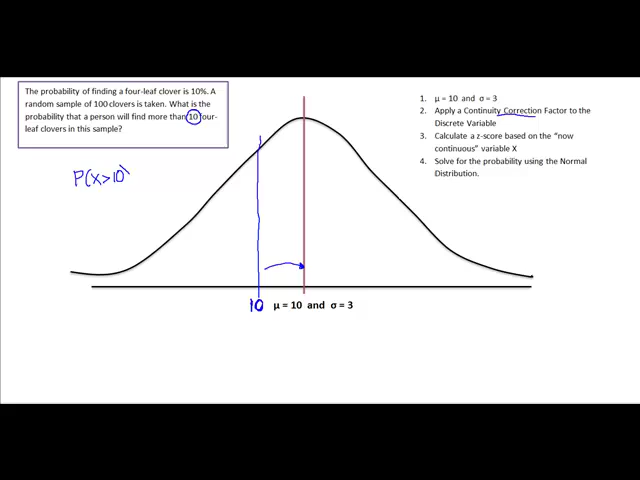 The probability of finding a four-leaf clover is 10%. A
random sample of 100 clovers is taken. What is the
probability that a person will find more than 10 four-
leaf clovers in this sample?
1. μ = 10 and σ = 3
2. Apply a Continuity Correction Factor to the
Discrete Variable
3. Calculate a z-score based on the “now
continuous” variable X
4. Solve for the probability using the Normal
Distribution.
P(X>10)
10
μ = 10 and σ = 3